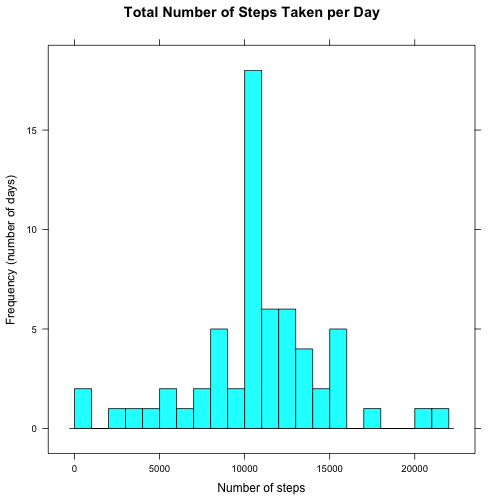 Total Number of Steps Taken per Day
Frequency (number of days)
15
10
5
0
0 5000 10000 15000 20000
Number of steps